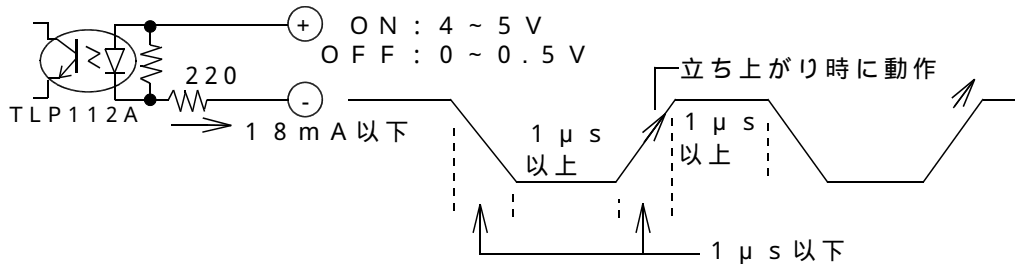 +
ON:4~5V
OFF:0~0.5V
220
-
TLP112A
18mA以下
立ち上がり時に動作
1μs
以上
1μs
以上
1μs以下